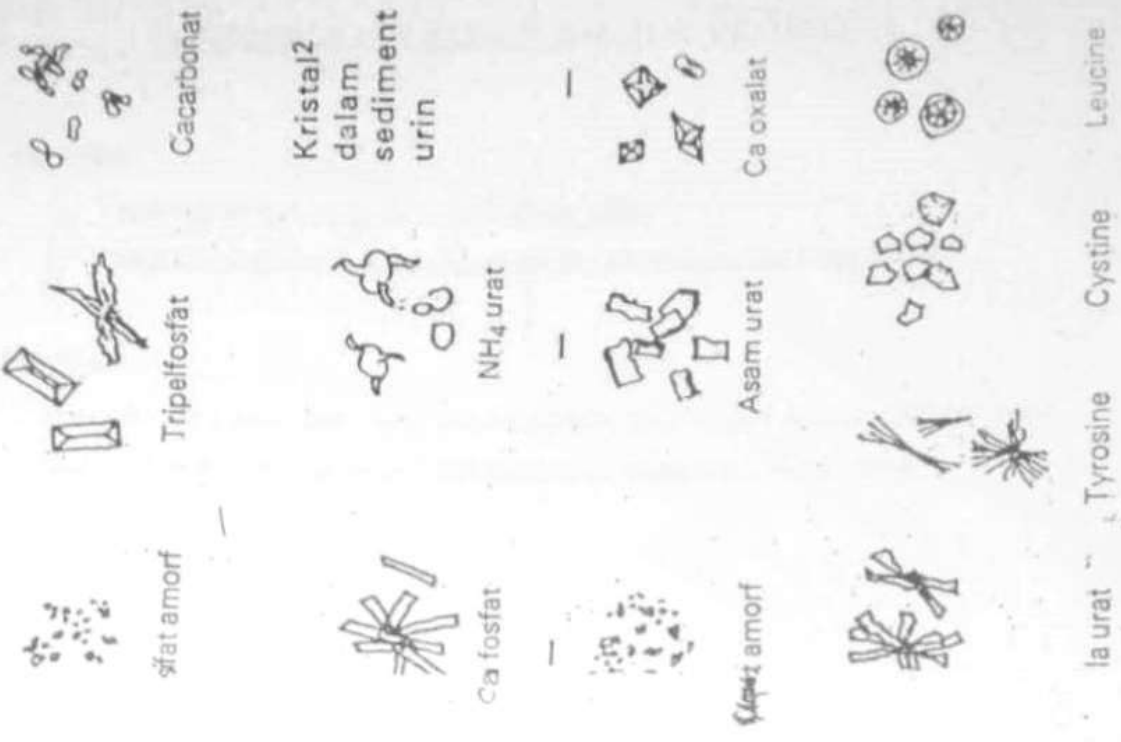 sifat amorf
Tripelfosfat
Cacarbonat
Ca fosfat
NH4 urat
Kristal²
dalam
sediment
urin
amorf
Asam urat
Ca oxalat
la urat
Tyrosine
Cystine
Leucine